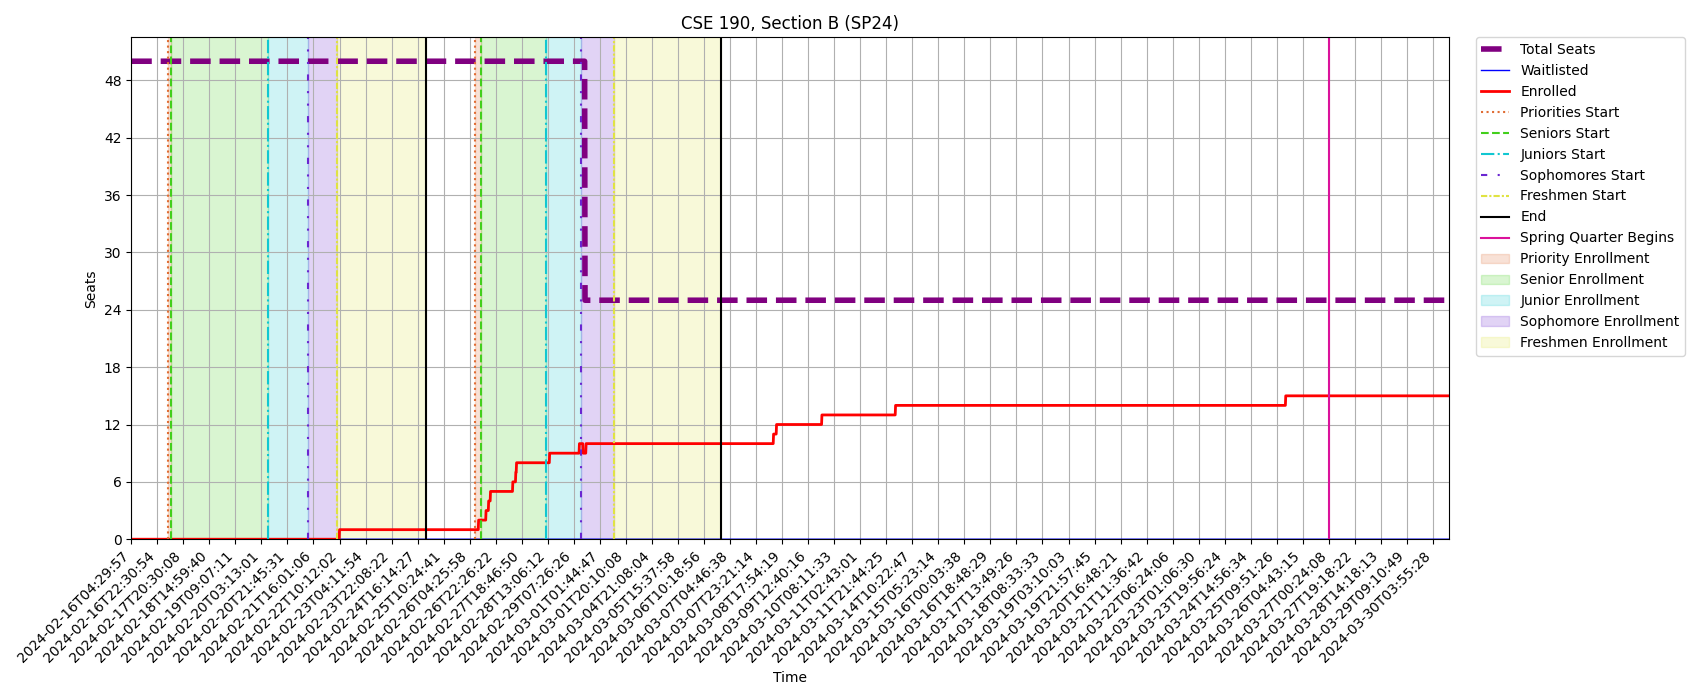 CSE 190, Section B (SP24)
Seats
48
42
36
30
24
18
12
6
0
2024-02-16T04:29:57
2024-02-16T22:30:54
2024-02-17T20:30:08
2024-02-18T14:59:40
2024-02-19T09:07:11
2024-02-20T03:13:01
2024-02-20T21:45:31
2024-02-21T16:01:06
2024-02-22T10:12:02
2024-02-23T04:11:54
2024-02-23T22:08:22
2024-02-24T16:14:27
2024-02-25T10:24:41
2024-02-26T04:25:58
2024-02-26T22:26:22
2024-02-27T18:46:50
2024-02-28T13:06:12
2024-02-29T07:26:26
2024-03-01T01:44:47
2024-03-01T20:10:08
2024-03-04T21:08:04
2024-03-05T15:37:58
2024-03-06T10:18:56
2024-03-07T04:46:38
2024-03-07T23:21:14
2024-03-08T17:54:19
2024-03-09T12:40:16
2024-03-10T08:11:33
2024-03-11T02:43:01
2024-03-11T21:44:25
2024-03-14T10:22:47
2024-03-15T05:23:14
2024-03-16T00:03:38
2024-03-16T18:48:29
2024-03-17T13:49:26
2024-03-18T08:33:33
2024-03-19T03:10:03
2024-03-19T21:57:45
2024-03-20T16:48:21
2024-03-21T11:36:42
2024-03-22T06:24:06
2024-03-23T01:06:30
2024-03-23T19:56:24
2024-03-24T14:56:34
2024-03-25T09:51:26
2024-03-26T04:43:15
2024-03-27T00:24:08
2024-03-27T19:18:22
2024-03-28T14:18:13
2024-03-29T09:10:49
2024-03-30T03:55:28
Time
Total Seats
Waitlisted
Enrolled
Priorities Start
Seniors Start
Juniors Start
Sophomores Start
Freshmen Start
End
Spring Quarter Begins
Priority Enrollment
Senior Enrollment
Junior Enrollment
Sophomore Enrollment
Freshmen Enrollment